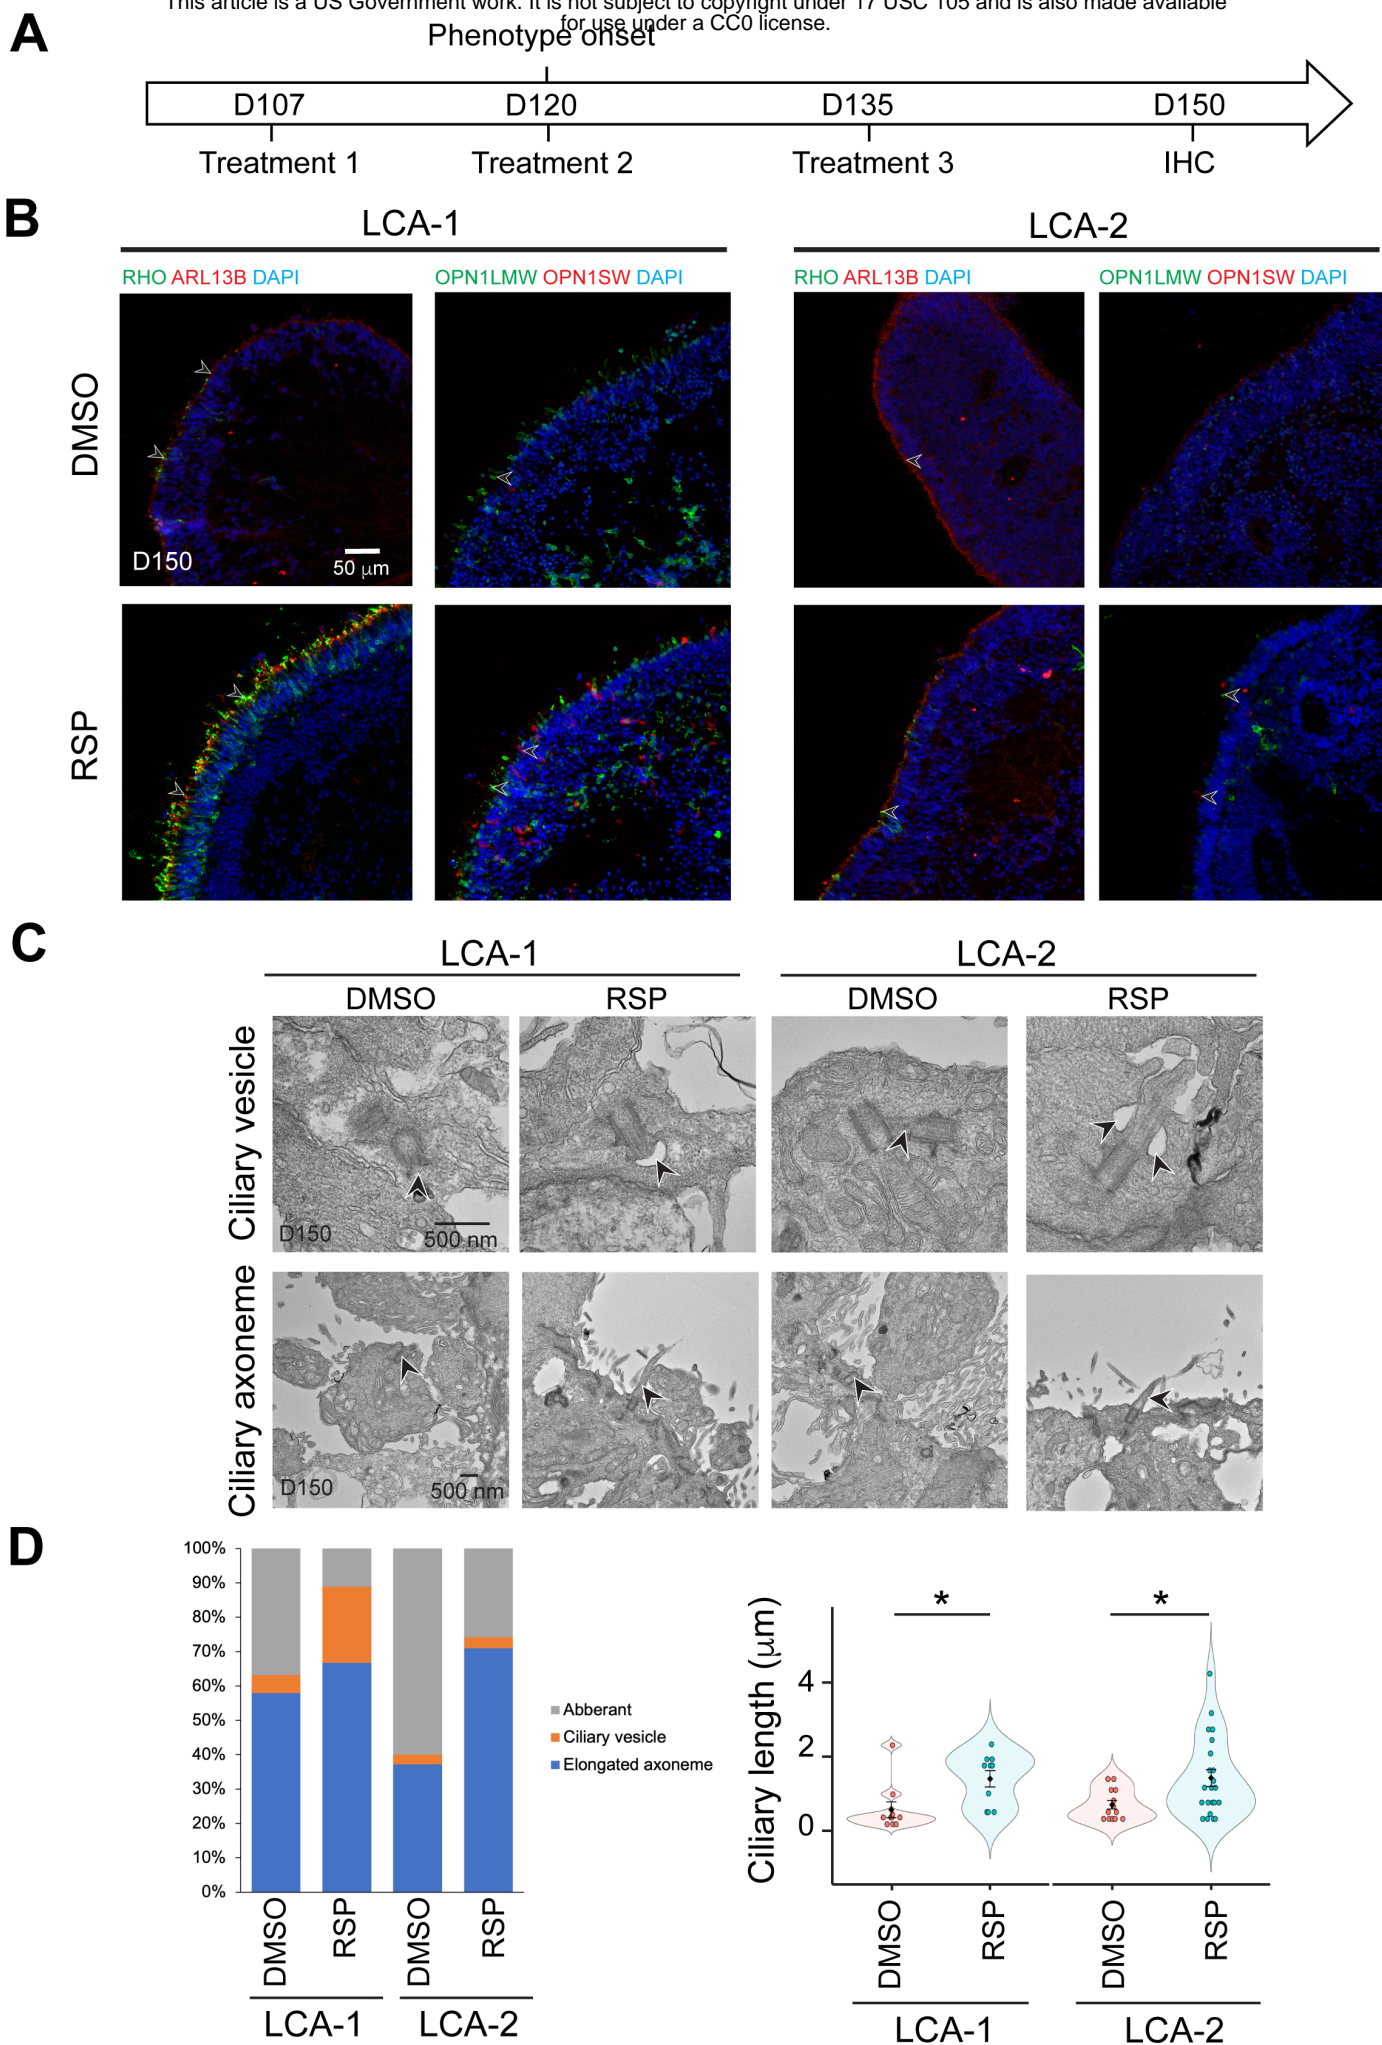 This article is a US Government work. It is not subject to copyright under 17 USC 105 and is also made available
for use under a CC0 license.
A
Phenotype onset
D107 D120 D135 D150
Treatment 1 Treatment 2 Treatment 3 IHC
B
LCA-1 LCA-2
RHO ARL13B DAPI OPN1LMW OPN1SW DAPI RHO ARL13B DAPI OPN1LMW OPN1SW DAPI
DMSO
D150 50 μm
RSP
C
LCA-1 LCA-2
DMSO RSP DMSO RSP
Ciliary vesicle
D150 500 nm
Ciliary axoneme
D150 500 nm
D
100%
90%
80%
70%
60%
50%
40%
30%
20%
10%
0%
Abberant
Ciliary vesicle
Elongated axoneme
DMSO RSP DMSO RSP
LCA-1 LCA-2
Ciliary length (μm)
* *
4
2
0
DMSO RSP DMSO RSP
LCA-1 LCA-2